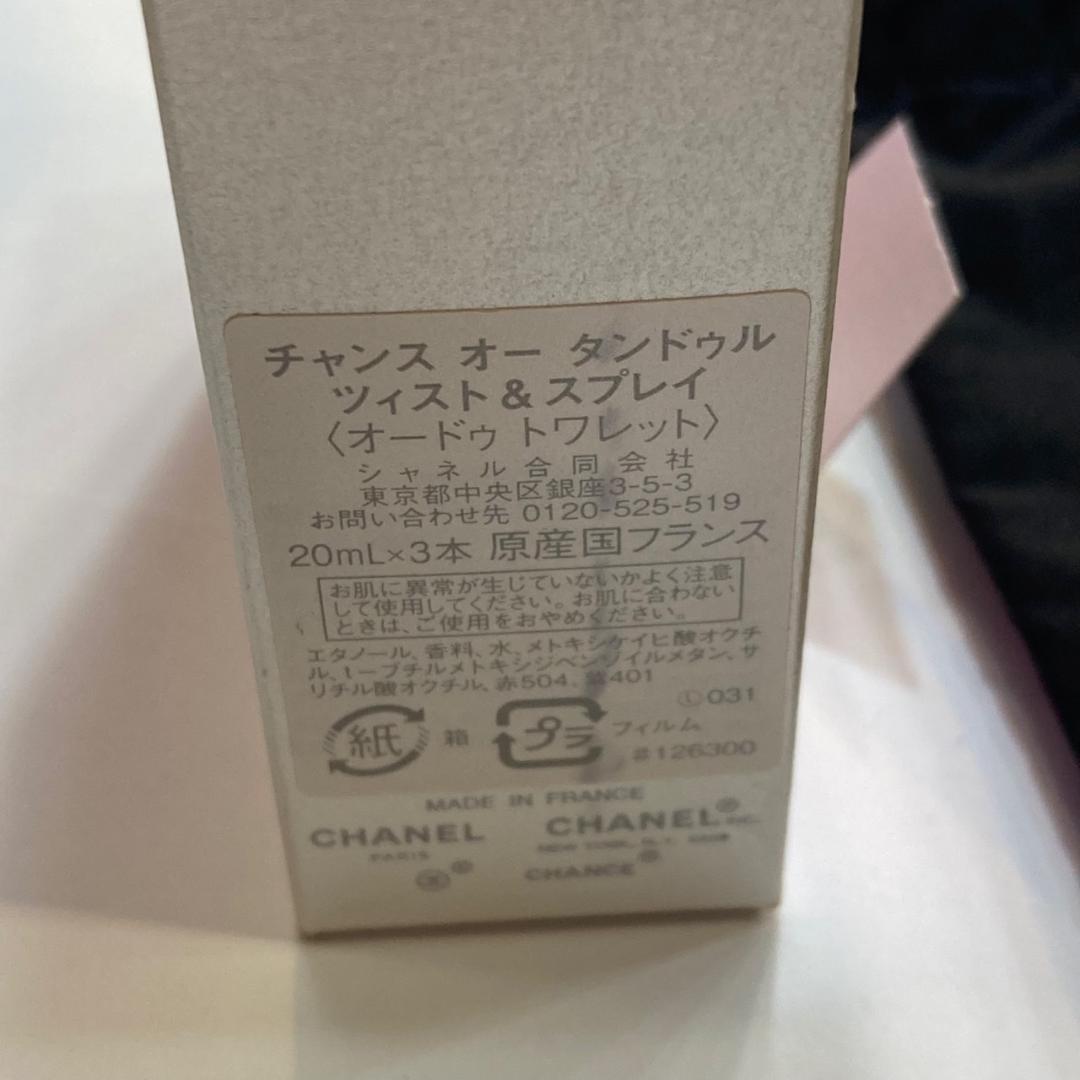 チャンス オー タンドゥル
ツィスト&スプレイ
〈オードゥ トワレット〉
シャネル合同会社
東京都中央区銀座3-5-3
お問い合わせ先 0120-525-519
20mL×3本 原産国フランス
お肌に異常が生じていないかよく注意
して使用してください。お肌に合わない
ときは、ご使用をおやめください。
エタノール、香料、水、メトキシケイヒ酸オクチ
ル、t-ブチルメトキシジベンゾイルメタン、サ
リチル酸オクチル、赤504、紫401
Ⓛ031
紙 箱 プラ フィルム
#126300
MADE IN FRANCE
CHANEL CHANEL® INC.
PARIS NEW YORK, N.Y.
CHANCE®